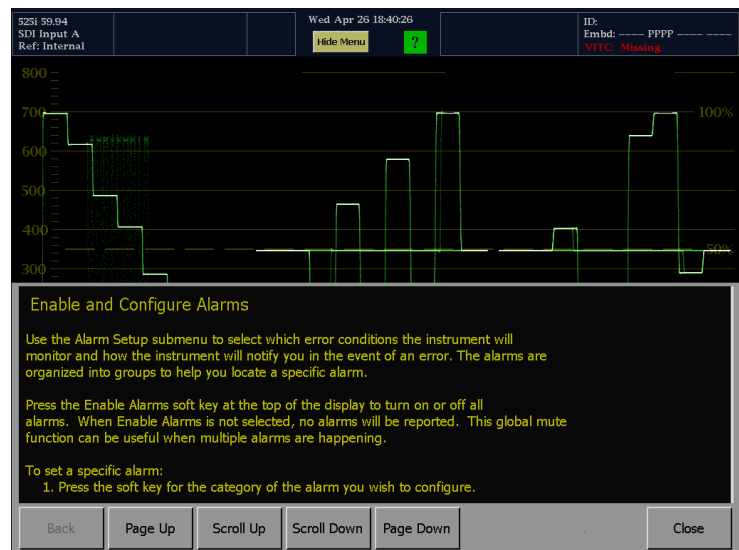 525i 59.94
SDI Input A
Ref: Internal
Wed Apr 26 18:40:26
Hide Menu
?
ID:
Embd: ---- PPPP ---- ----
VITC: Missing
800
700
600
500
400
300
100%
50%
Enable and Configure Alarms
Use the Alarm Setup submenu to select which error conditions the instrument will
monitor and how the instrument will notify you in the event of an error. The alarms are
organized into groups to help you locate a specific alarm.
Press the Enable Alarms soft key at the top of the display to turn on or off all
alarms. When Enable Alarms is not selected, no alarms will be reported. This global mute
function can be useful when multiple alarms are happening.
To set a specific alarm:
1. Press the soft key for the category of the alarm you wish to configure.
Back
Page Up
Scroll Up
Scroll Down
Page Down
-
Close